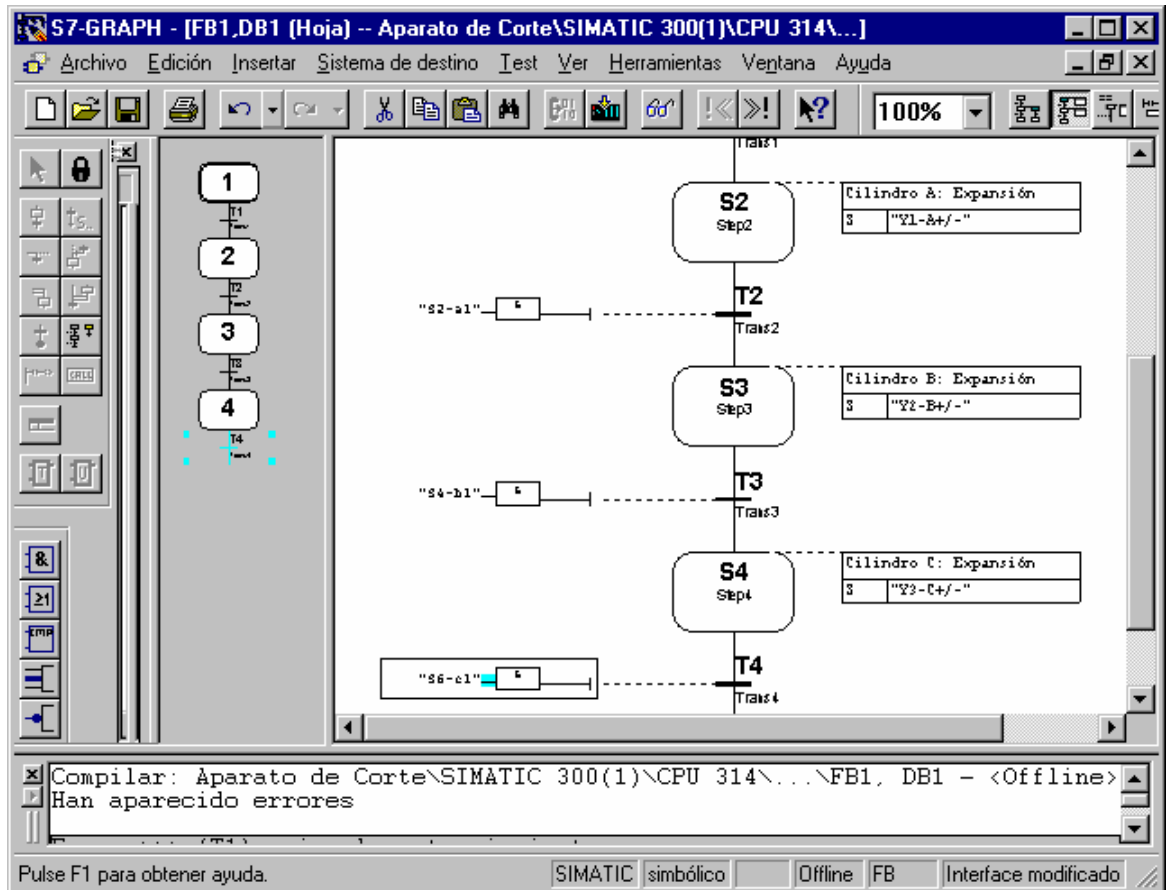 S7-GRAPH - [FB1,DB1 (Hoja) -- Aparato de Corte\SIMATIC 300(1)\CPU 314\...]
Archivo Edición Insertar Sistema de destino Test Ver Herramientas Ventana Ayuda
100%
1
T1
2
T2
3
T3
4
T4
CALL
&
≥1
CMP
Trans1
S2
Step2
Cilindro A: Expansión
S "Y1-A+/-"
"S2-a1" &
T2
Trans2
S3
Step3
Cilindro B: Expansión
S "Y2-B+/-"
"S4-b1" &
T3
Trans3
S4
Step4
Cilindro C: Expansión
S "Y3-C+/-"
"S6-c1" &
T4
Trans4
Compilar: Aparato de Corte\SIMATIC 300(1)\CPU 314\...\FB1, DB1 - <Offline>
Han aparecido errores
Pulse F1 para obtener ayuda. SIMATIC simbólico Offline FB Interface modificado